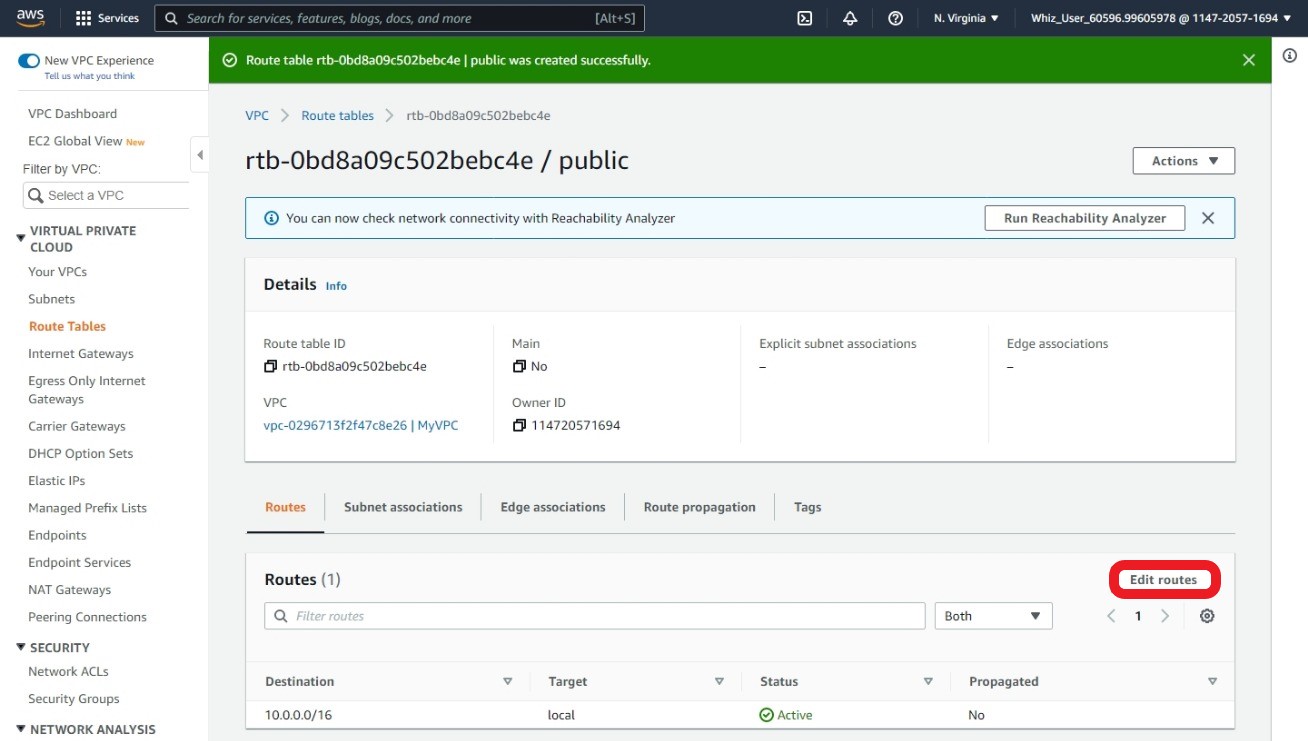 aws
Services
Search for services, features, blogs, docs, and more
[Alt+S]
N. Virginia
Whiz_User_60596.99605978 @ 1147-2057-1694
New VPC Experience
Tell us what you think
Route table rtb-0bd8a09c502bebc4e | public was created successfully.
VPC Dashboard
EC2 Global View New
Filter by VPC:
Select a VPC
VIRTUAL PRIVATE
CLOUD
Your VPCs
Subnets
Route Tables
Internet Gateways
Egress Only Internet
Gateways
Carrier Gateways
DHCP Option Sets
Elastic IPs
Managed Prefix Lists
Endpoints
Endpoint Services
NAT Gateways
Peering Connections
SECURITY
Network ACLs
Security Groups
NETWORK ANALYSIS
VPC
Route tables
rtb-0bd8a09c502bebc4e
rtb-0bd8a09c502bebc4e / public
Actions
You can now check network connectivity with Reachability Analyzer
Run Reachability Analyzer
Details Info
Route table ID
rtb-0bd8a09c502bebc4e
Main
No
Explicit subnet associations
–
Edge associations
–
VPC
vpc-0296713f2f47c8e26 | MyVPC
Owner ID
114720571694
Routes
Subnet associations
Edge associations
Route propagation
Tags
Routes (1)
Edit routes
Filter routes
Both
1
Destination
Target
Status
Propagated
10.0.0.0/16
local
Active
No